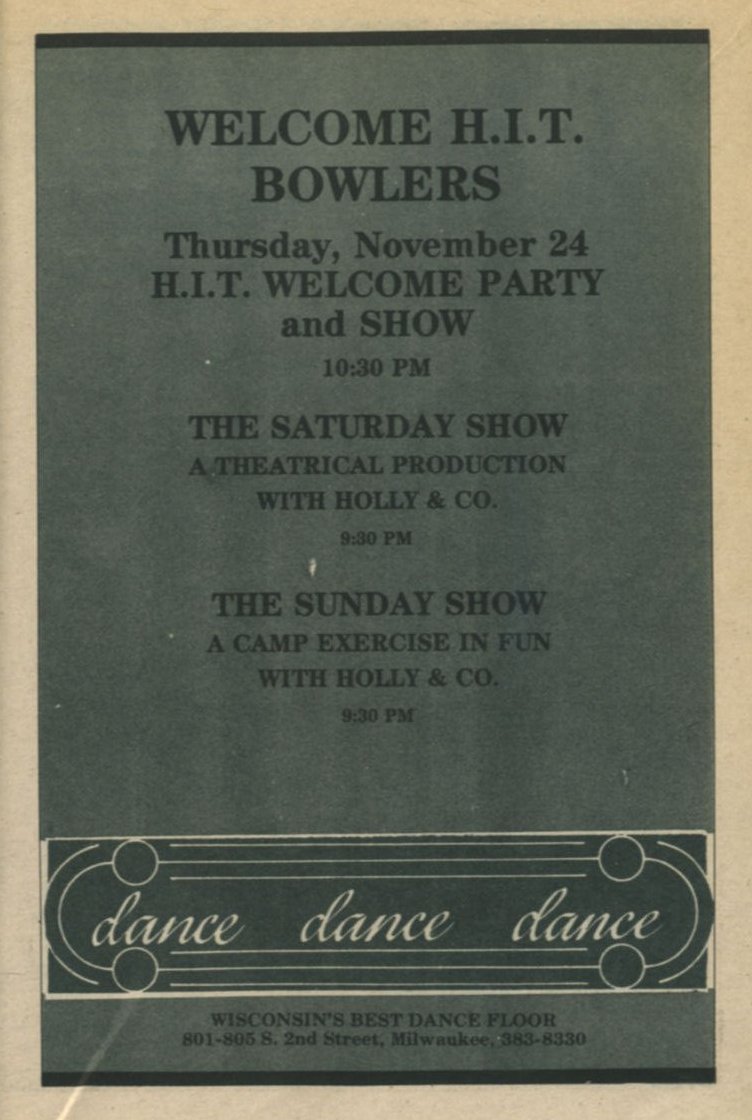 WELCOME H.I.T.
BOWLERS
Thursday, November 24
H.I.T. WELCOME PARTY
and SHOW
10:30 PM
THE SATURDAY SHOW
A THEATRICAL PRODUCTION
WITH HOLLY & CO.
9:30 PM
THE SUNDAY SHOW
A CAMP EXERCISE IN FUN
WITH HOLLY & CO.
9:30 PM
dance dance dance
WISCONSIN'S BEST DANCE FLOOR
801-805 S. 2nd Street, Milwaukee, 383-8330